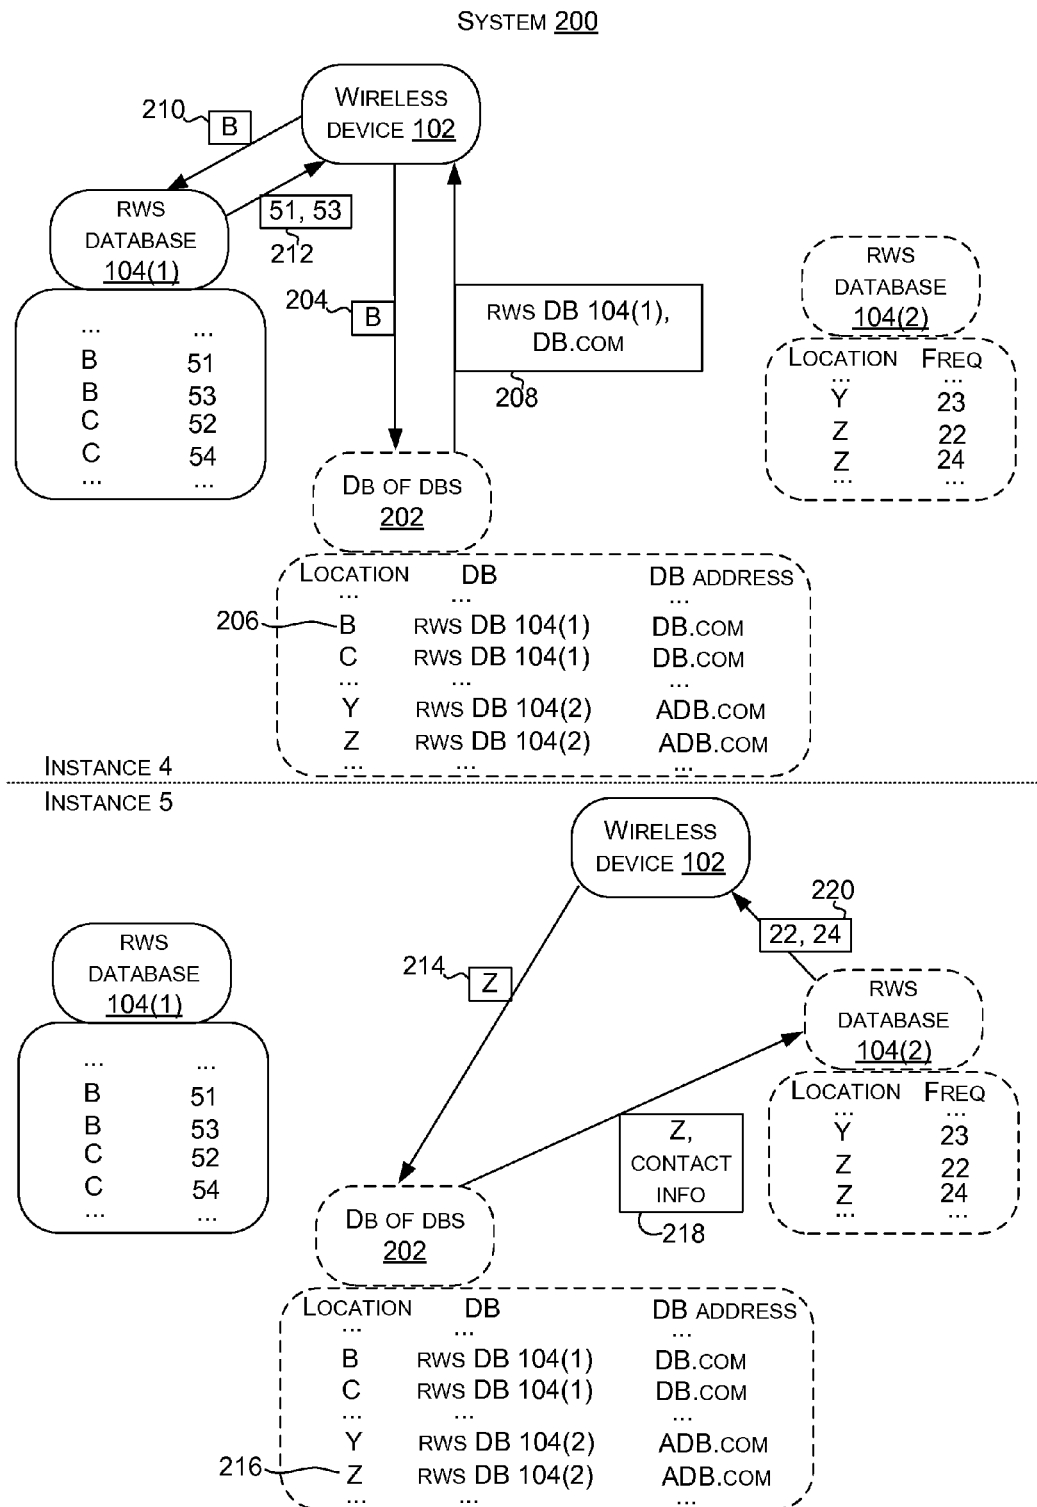 SYSTEM 200
WIRELESS
DEVICE 102
210
B
RWS
DATABASE
104(1)
51, 53
212
204
B
RWS DB 104(1),
DB.COM
208
RWS
DATABASE
104(2)
LOCATION FREQ
... ...
Y 23
Z 22
Z 24
... ...
... ...
B 51
B 53
C 52
C 54
... ...
DB OF DBS
202
LOCATION DB DB ADDRESS
... ... ...
206
B RWS DB 104(1) DB.COM
C RWS DB 104(1) DB.COM
... ... ...
Y RWS DB 104(2) ADB.COM
Z RWS DB 104(2) ADB.COM
... ... ...
INSTANCE 4
INSTANCE 5
WIRELESS
DEVICE 102
220
22, 24
214
Z
RWS
DATABASE
104(1)
... ...
B 51
B 53
C 52
C 54
... ...
RWS
DATABASE
104(2)
LOCATION FREQ
... ...
Y 23
Z 22
Z 24
... ...
Z,
CONTACT
INFO
218
DB OF DBS
202
LOCATION DB DB ADDRESS
... ... ...
B RWS DB 104(1) DB.COM
C RWS DB 104(1) DB.COM
... ... ...
Y RWS DB 104(2) ADB.COM
216
Z RWS DB 104(2) ADB.COM
... ... ...